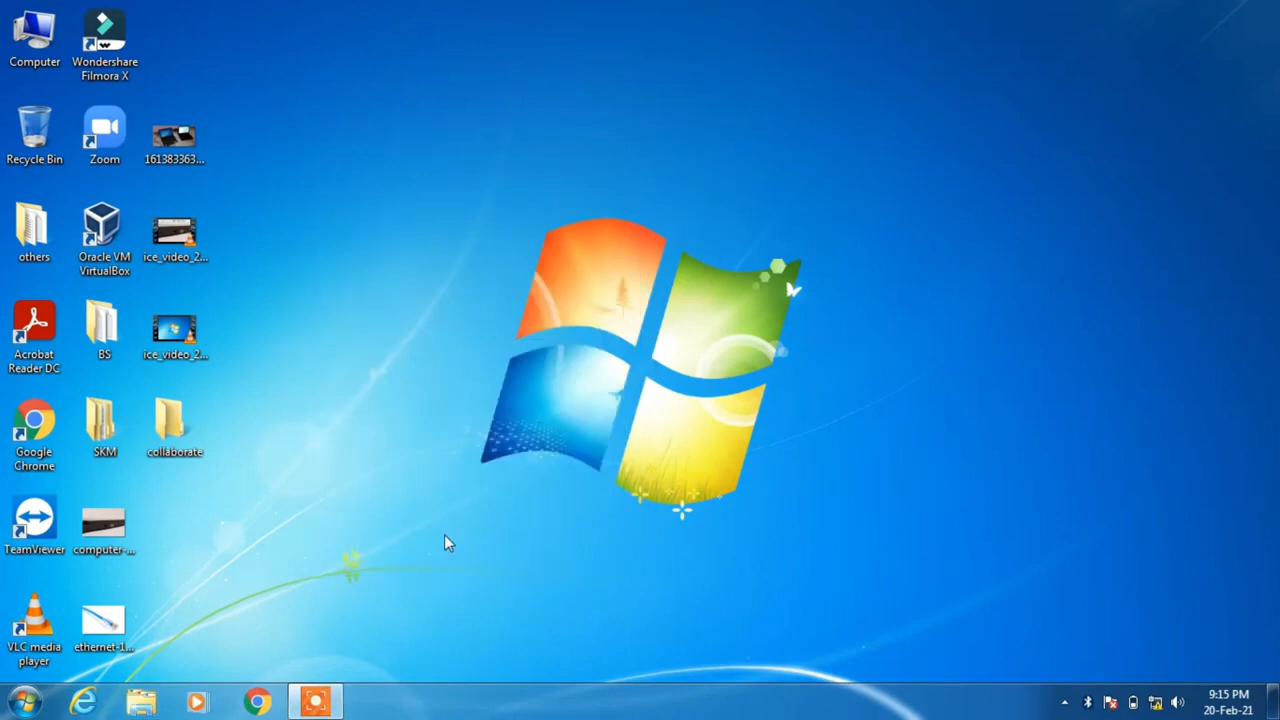 Computer
Wondershare
Filmora X
Recycle Bin
Zoom
161383363...
others
Oracle VM
VirtualBox
ice_video_2...
Acrobat
Reader DC
BS
ice_video_2...
Google
Chrome
SKM
collaborate
TeamViewer
computer-...
VLC media
player
ethernet-1...
9:15 PM
20-Feb-21